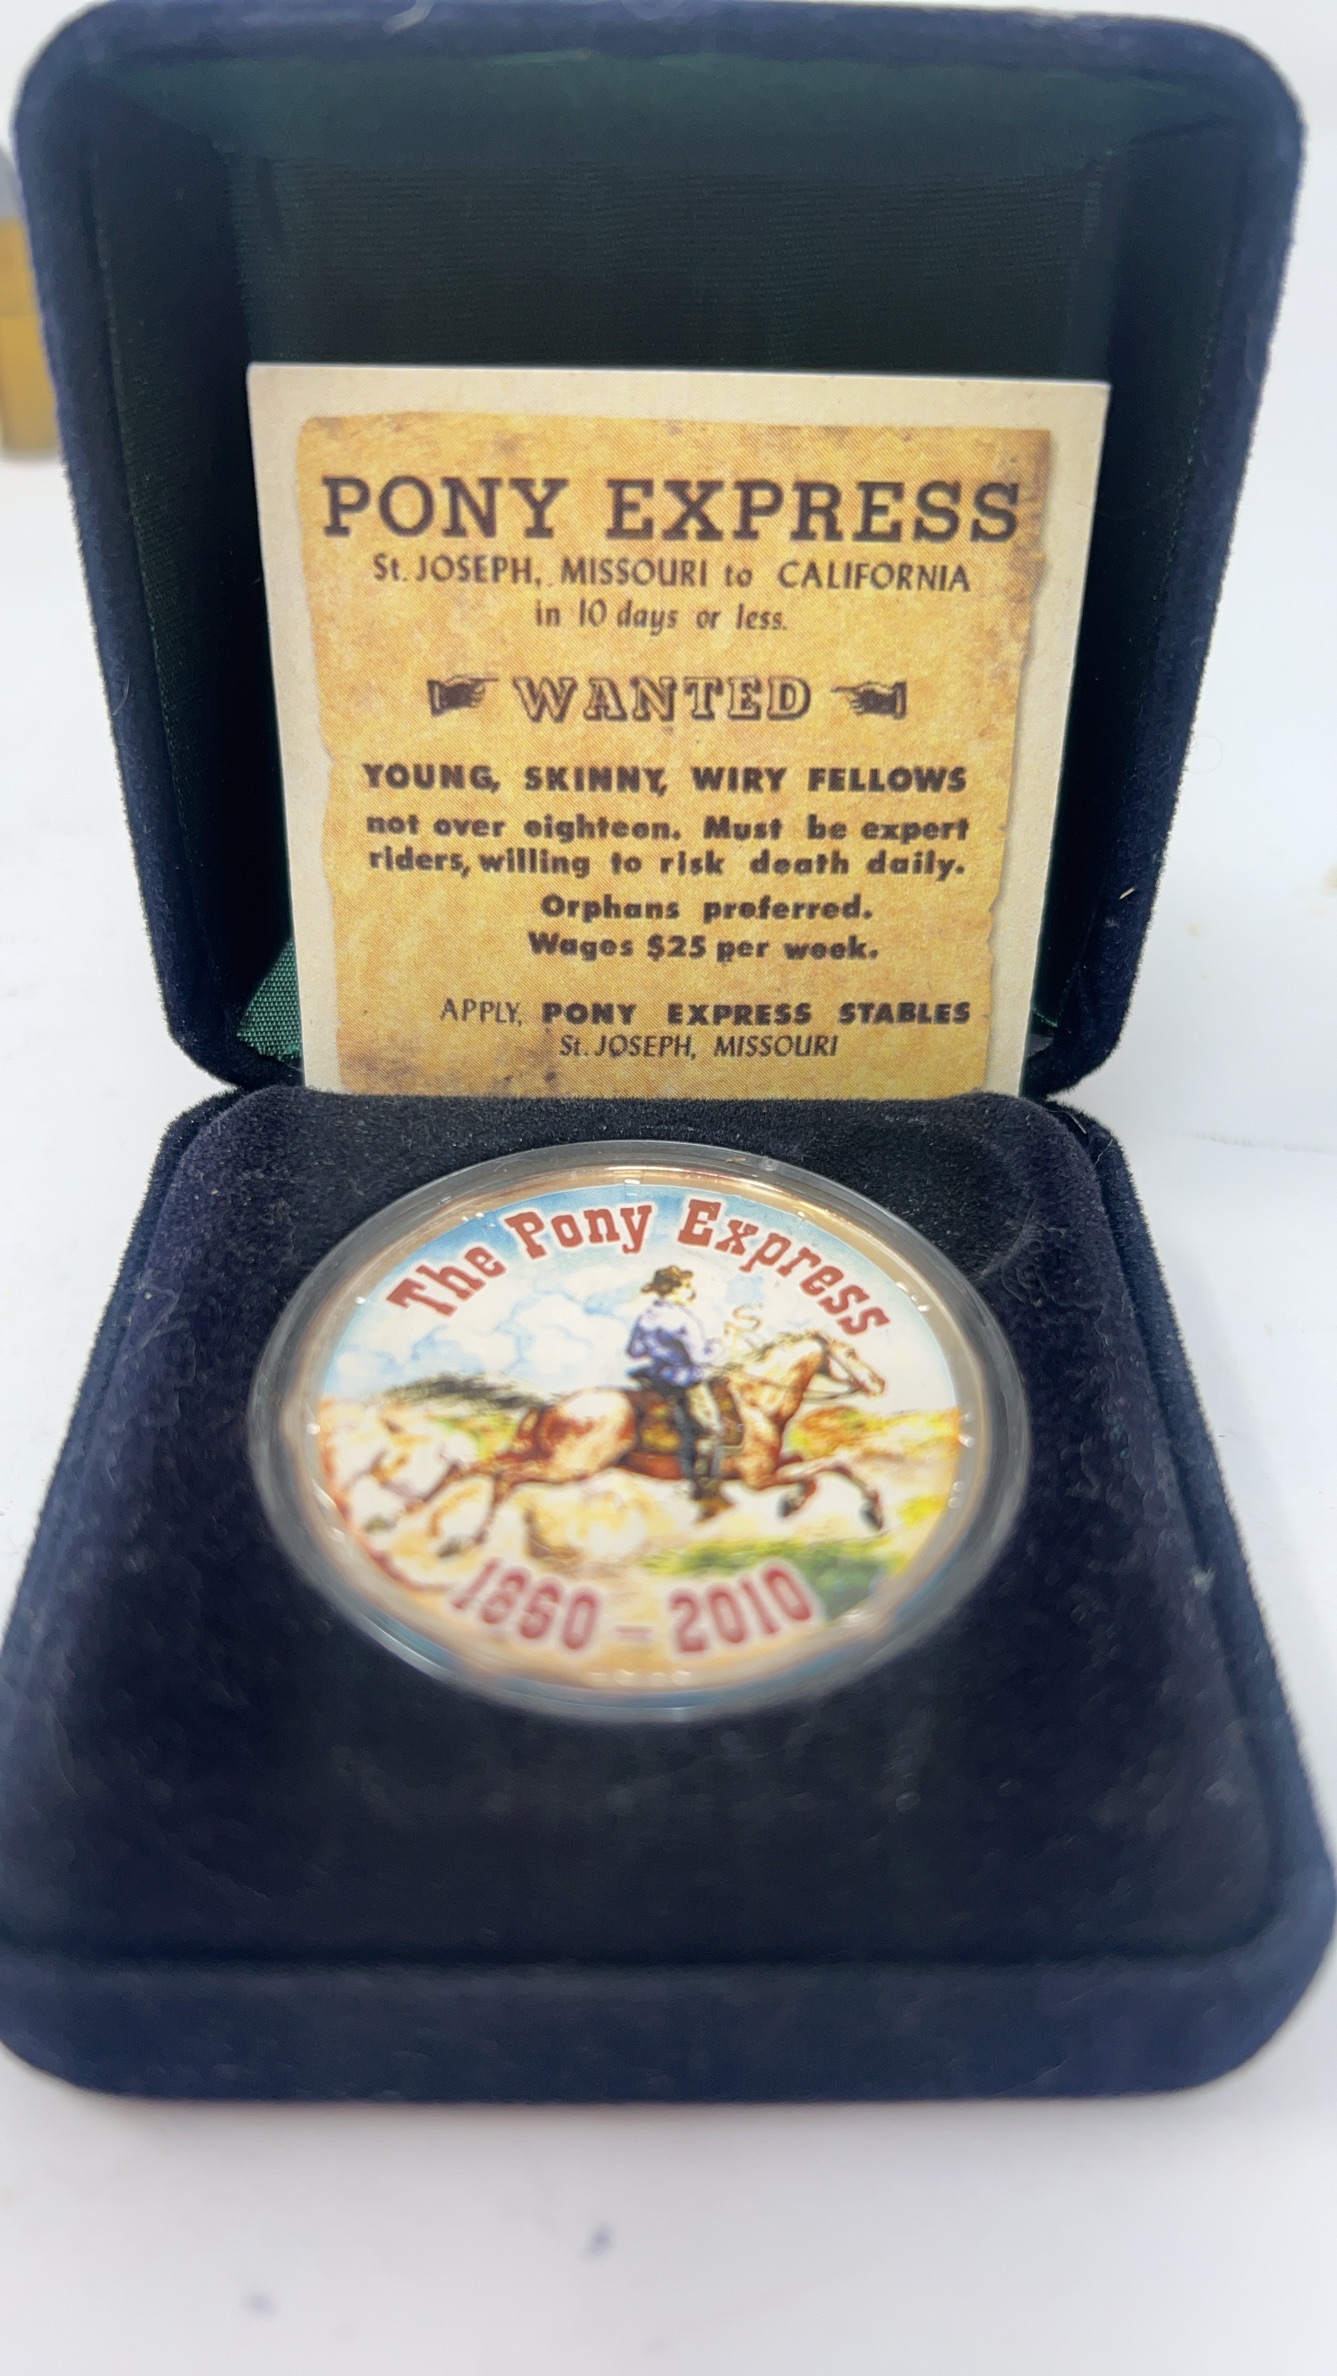 PONY EXPRESS
St. JOSEPH, MISSOURI to CALIFORNIA
in 10 days or less.
WANTED
YOUNG, SKINNY, WIRY FELLOWS
not over eighteen. Must be expert
riders, willing to risk death daily.
Orphans preferred.
Wages $25 per week.
APPLY, PONY EXPRESS STABLES
St. JOSEPH, MISSOURI
The Pony Express
1860 - 2010